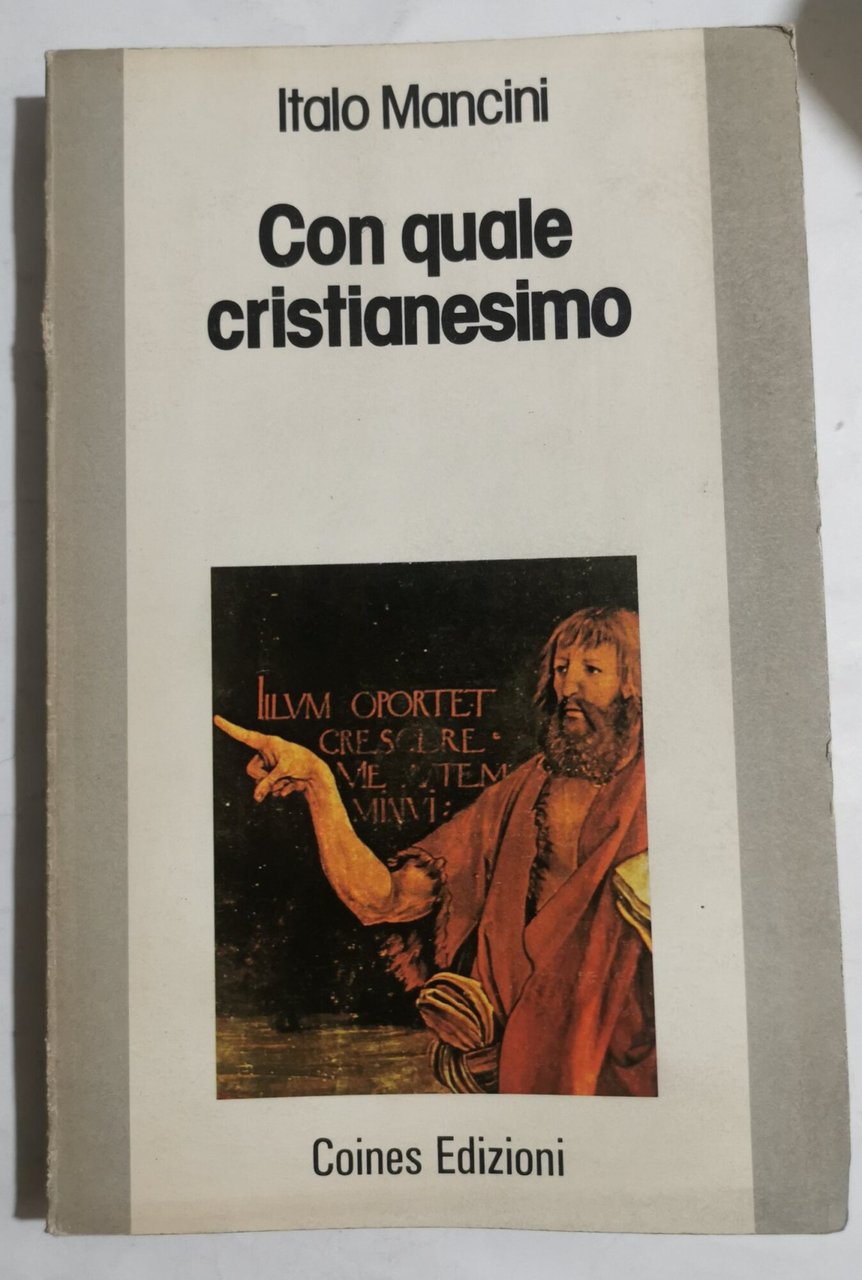 Italo Mancini
Con quale
cristianesimo
ILLVM OPORTET
CRESCERE
ME AVTEM
MINVI:
Coines Edizioni